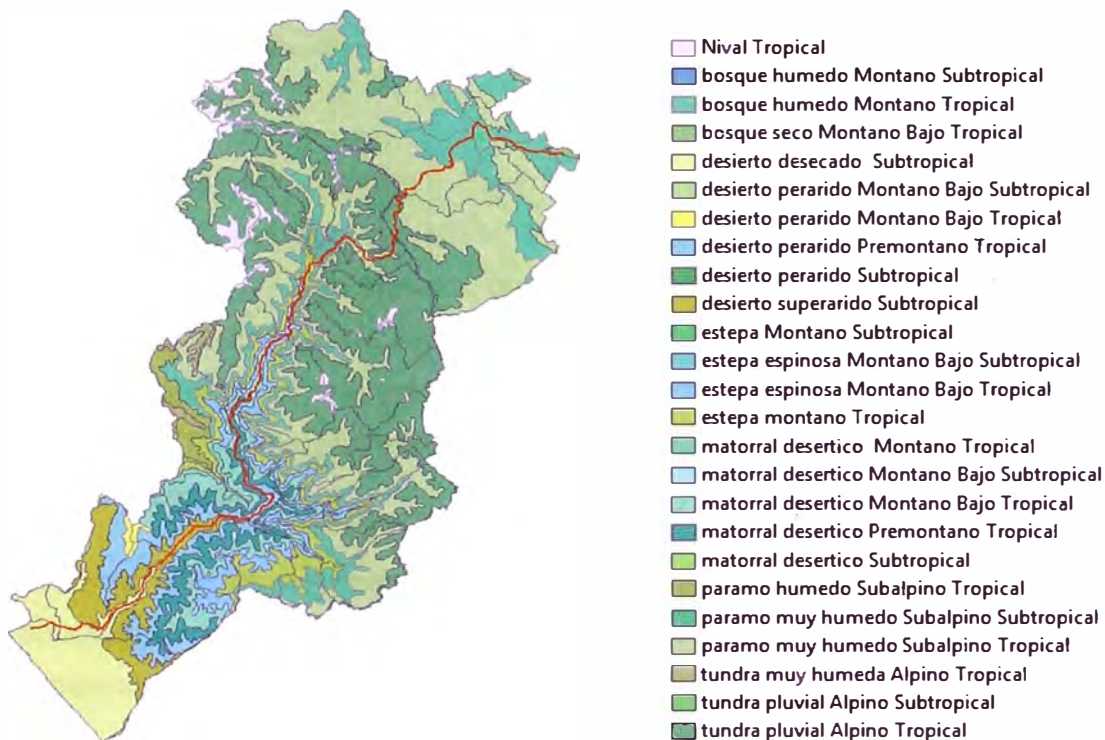 Nival Tropical
bosque humedo Montano Subtropical
bosque humedo Montano Tropical
bosque seco Montano Bajo Tropical
desierto desecado Subtropical
desierto perarido Montano Bajo Subtropical
desierto perarido Montano Bajo Tropical
desierto perarido Premontano Tropical
desierto perarido Subtropical
desierto superarido Subtropical
estepa Montano Subtropical
estepa espinosa Montano Bajo Subtropical
estepa espinosa Montano Bajo Tropical
estepa montano Tropical
matorral desertico Montano Tropical
matorral desertico Montano Bajo Subtropical
matorral desertico Montano Bajo Tropical
matorral desertico Premontano Tropical
matorral desertico Subtropical
paramo humedo Subalpino Tropical
paramo muy humedo Subalpino Subtropical
paramo muy humedo Subalpino Tropical
tundra muy humeda Alpino Tropical
tundra pluvial Alpino Subtropical
tundra pluvial Alpino Tropical